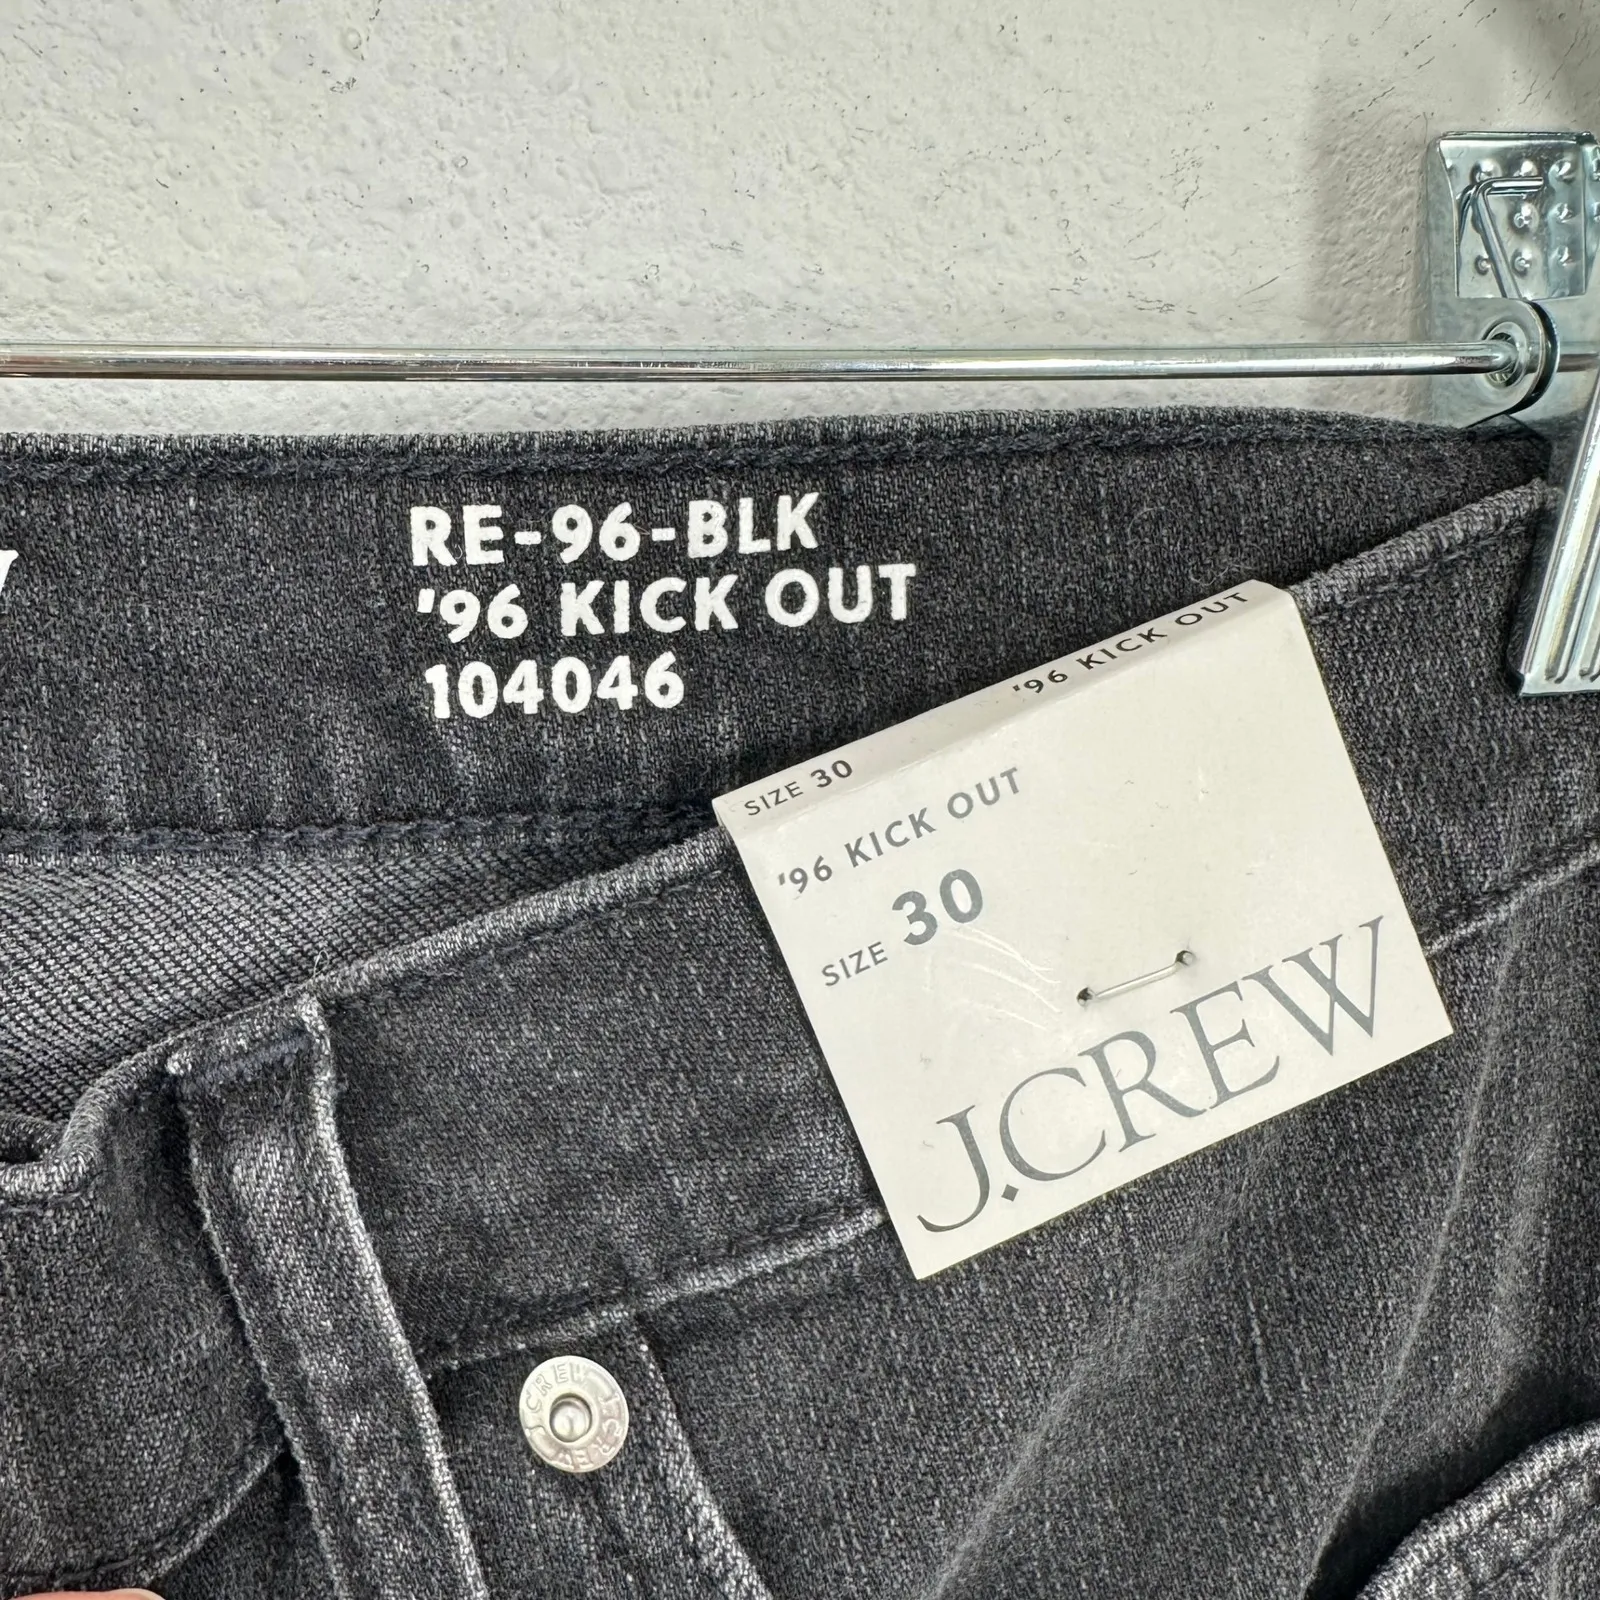 RE-96-BLK
'96 KICK OUT
104046
SIZE 30 '96 KICK OUT
'96 KICK OUT
SIZE 30
J.CREW
J.CREW J.CREW